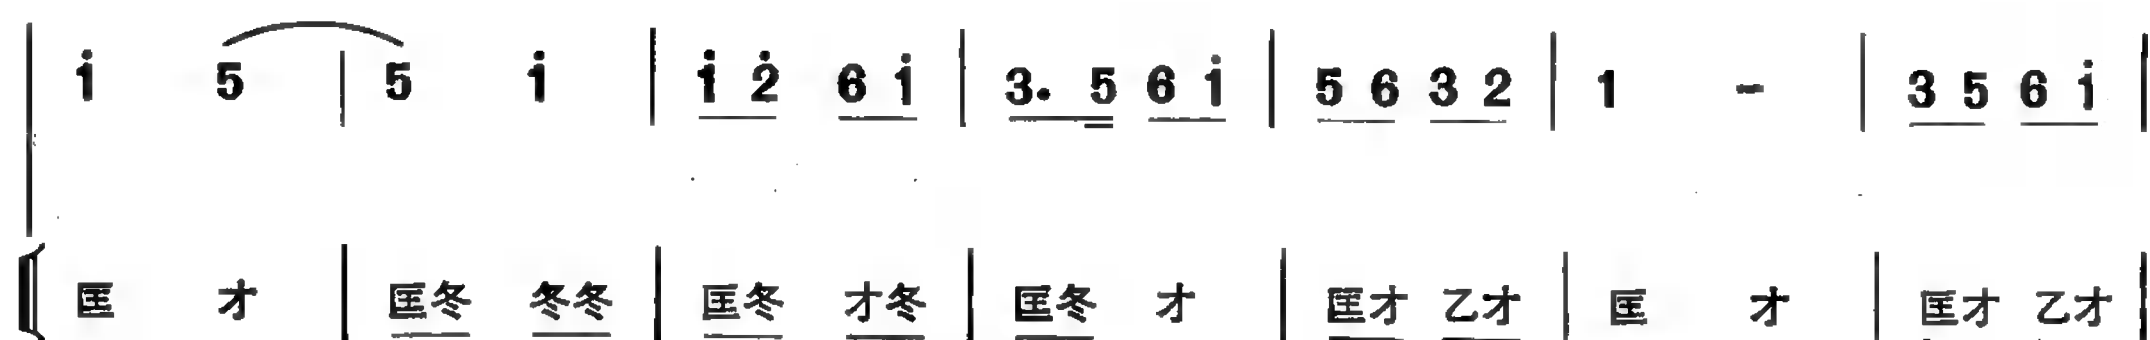 i 5 | 5 i | i 2̇ 6 i | 3. 5 6 i | 5 6 3 2 | 1 - | 3 5 6 i |
匡 才 | 匡冬 冬冬 | 匡冬 才冬 | 匡冬 才 | 匡才 乙才 | 匡 才 | 匡才 乙才 |